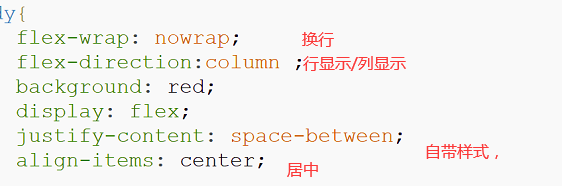 dy{
flex-wrap: nowrap; 换行
flex-direction:column ;行显示/列显示
background: red;
display: flex;
justify-content: space-between;
自带样式，
align-items: center;
居中